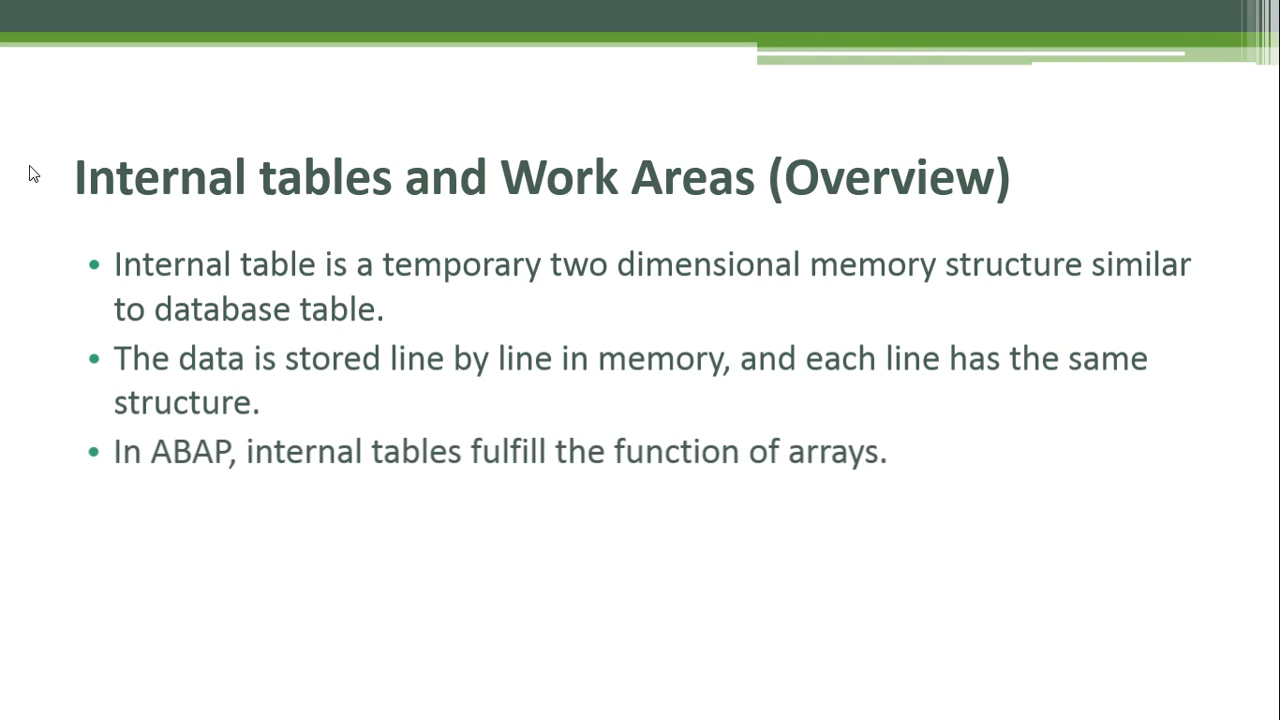 Internal tables and Work Areas (Overview)
• Internal table is a temporary two dimensional memory structure similar
to database table.
• The data is stored line by line in memory, and each line has the same
structure.
• In ABAP, internal tables fulfill the function of arrays.